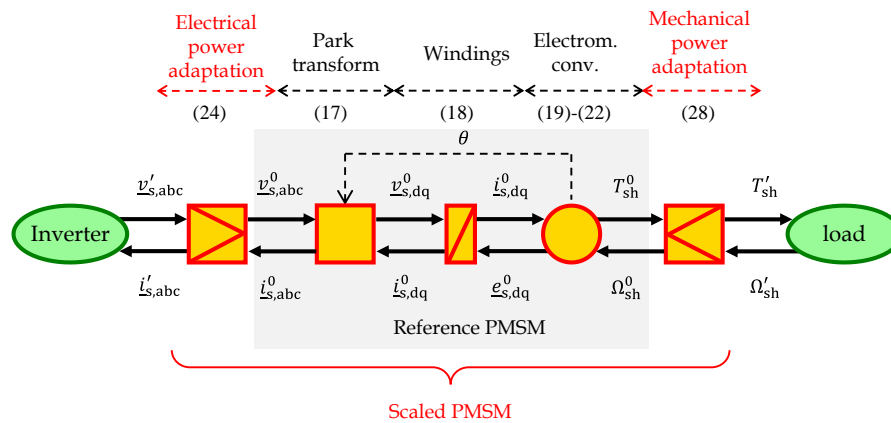 Electrical power adaptation
Park transform
Windings
Electrom. conv.
Mechanical power adaptation
(24)
(17)
(18)
(19)-(22)
(28)
θ
v′s,abc
v⁰s,abc
v⁰s,dq
i⁰s,dq
T⁰sh
T′sh
Inverter
load
i′s,abc
i⁰s,abc
i⁰s,dq
e⁰s,dq
Ω⁰sh
Ω′sh
Reference PMSM
Scaled PMSM